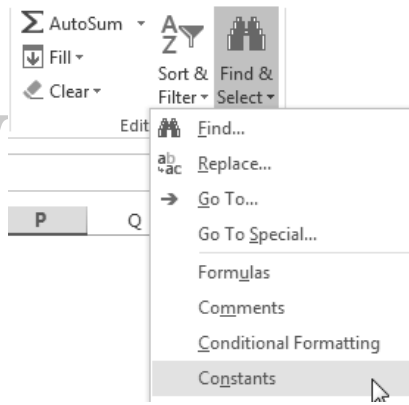 AutoSum
Fill
Clear
Sort &
Filter
Find &
Select
Edit
Find...
Replace...
Go To...
Go To Special...
Formulas
Comments
Conditional Formatting
Constants
P Q